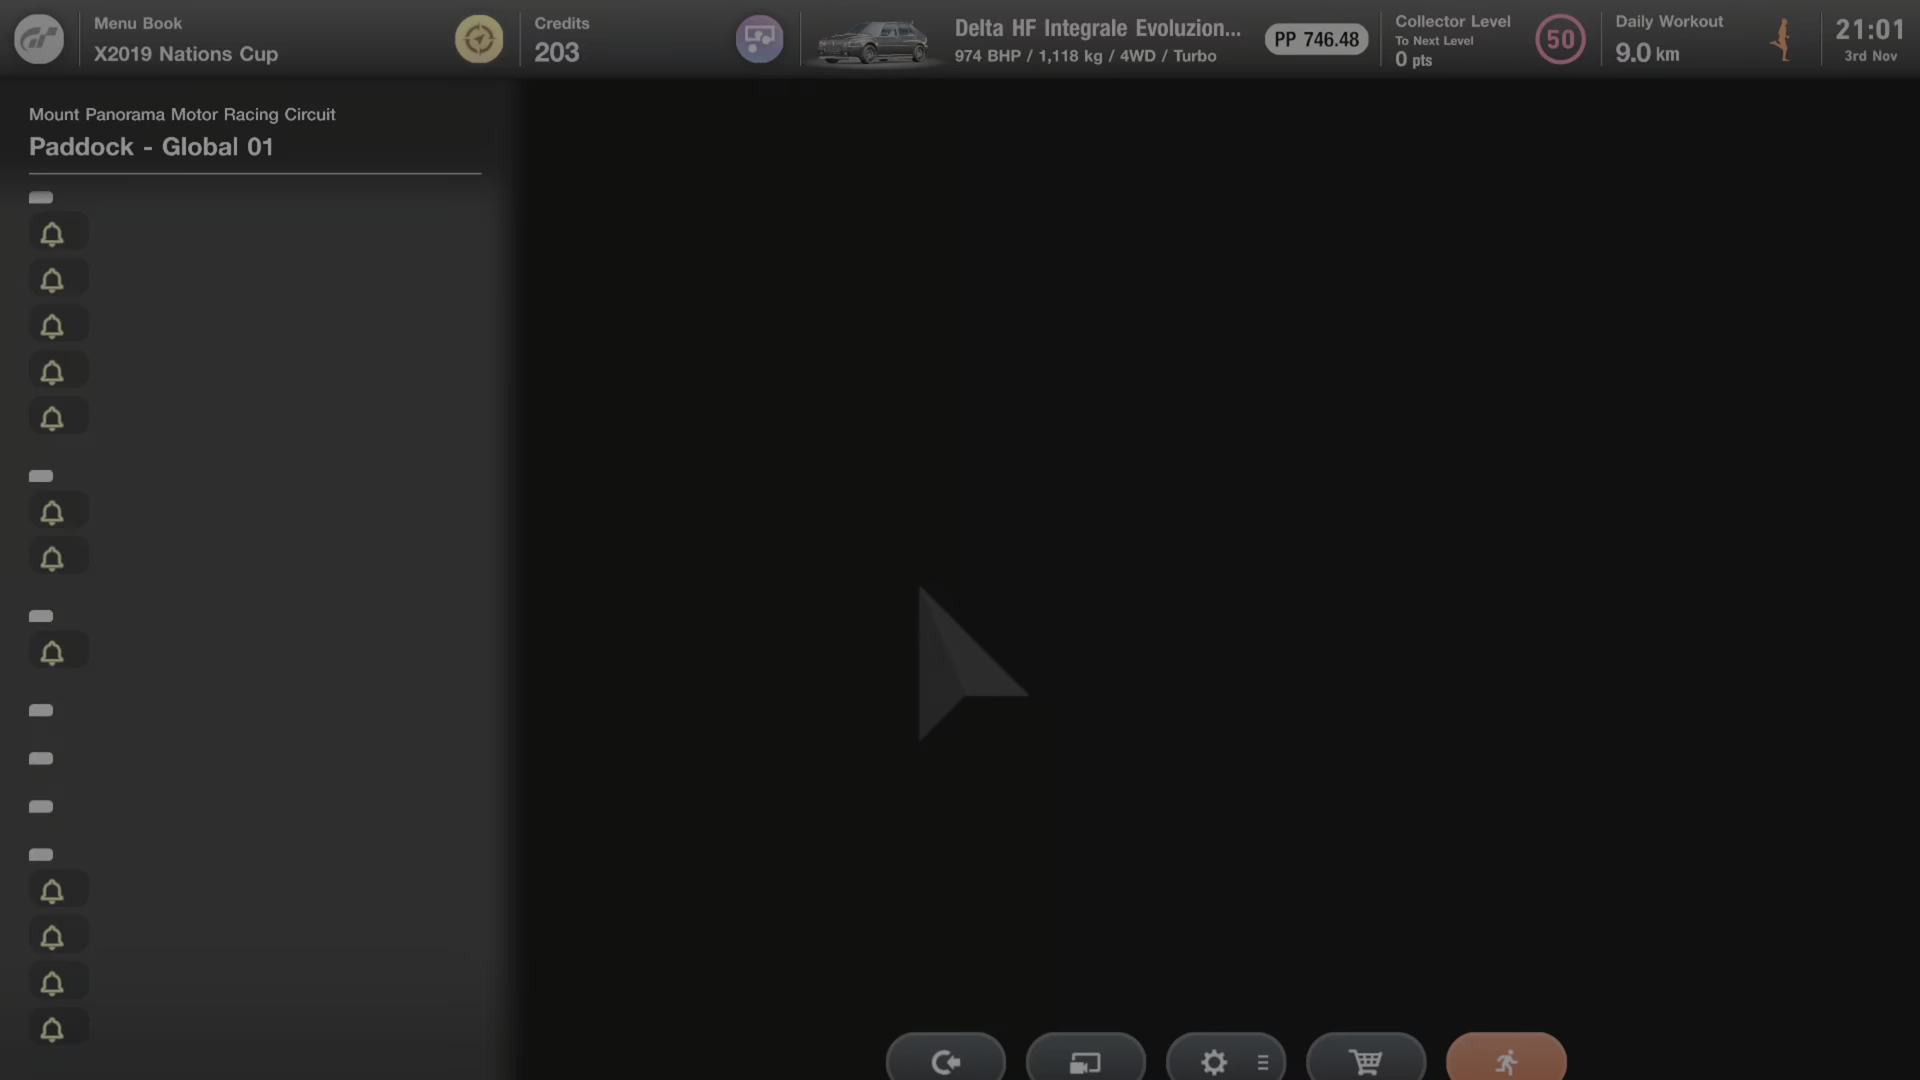 Menu Book
X2019 Nations Cup
Credits
203
Delta HF Integrale Evoluzion...
974 BHP / 1,118 kg / 4WD / Turbo
PP 746.48
Collector Level
To Next Level
0 pts
50
Daily Workout
9.0 km
21:01
3rd Nov
Mount Panorama Motor Racing Circuit
Paddock - Global 01